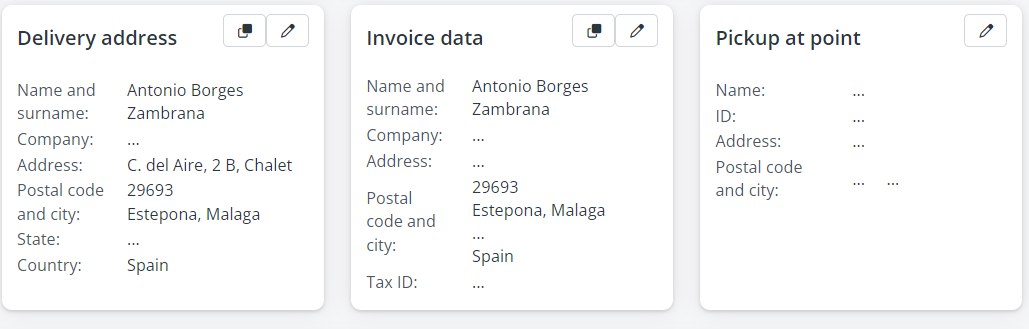 Delivery address
Name and surname: Antonio Borges Zambrana
Company: ...
Address: C. del Aire, 2 B, Chalet
Postal code and city: 29693 Estepona, Malaga
State: ...
Country: Spain
Invoice data
Name and surname: Antonio Borges Zambrana
Company: ...
Address: ...
Postal code and city: 29693 Estepona, Malaga ... Spain
Tax ID: ...
Pickup at point
Name: ...
ID: ...
Address: ...
Postal code and city: ... ...